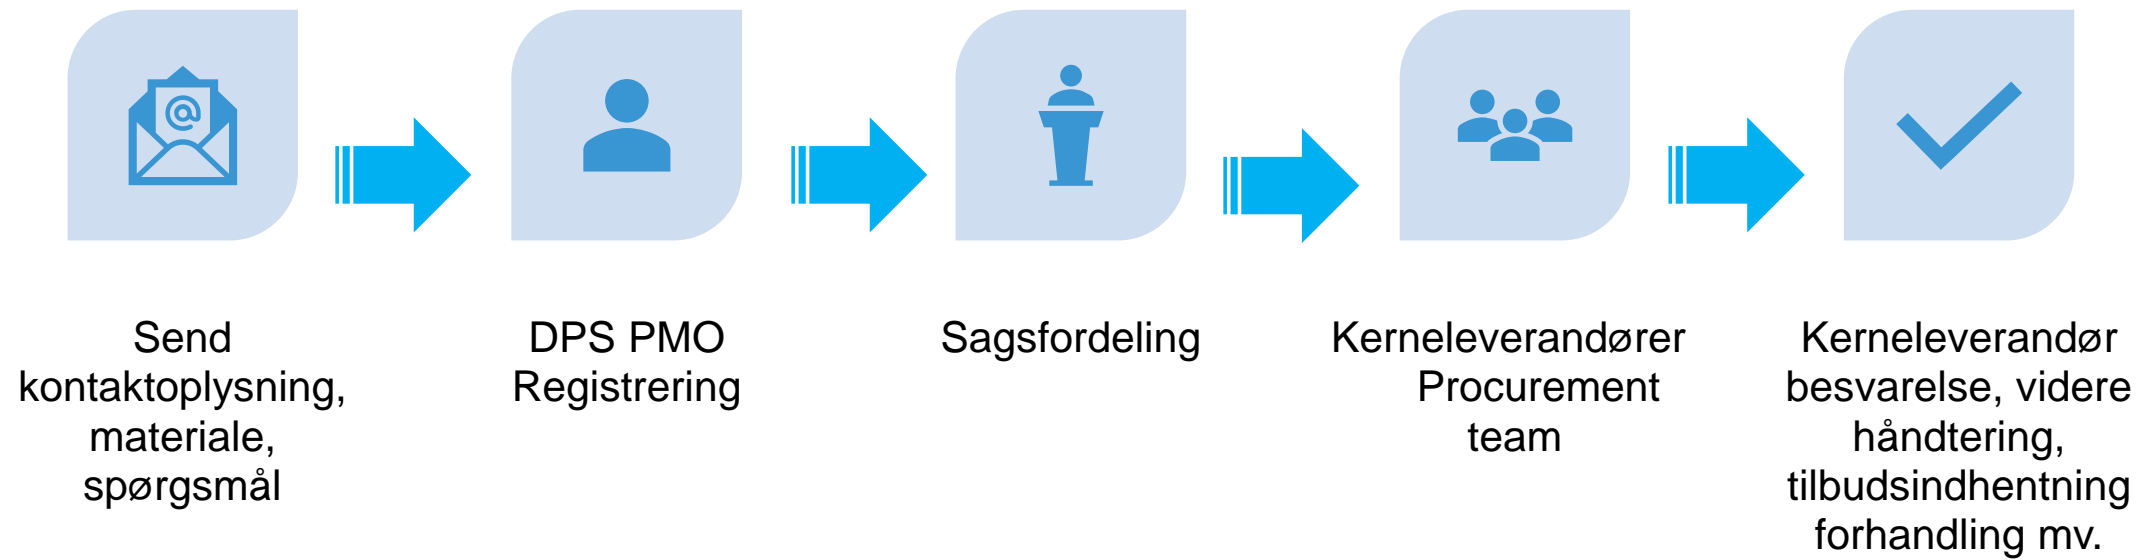 Send
kontaktoplysning,
materiale,
spørgsmål
DPS PMO
Registrering
Sagsfordeling
Kerneleverandører
Procurement
team
Kerneleverandør
besvarelse, videre
håndtering,
tilbudsindhentning
forhandling mv.